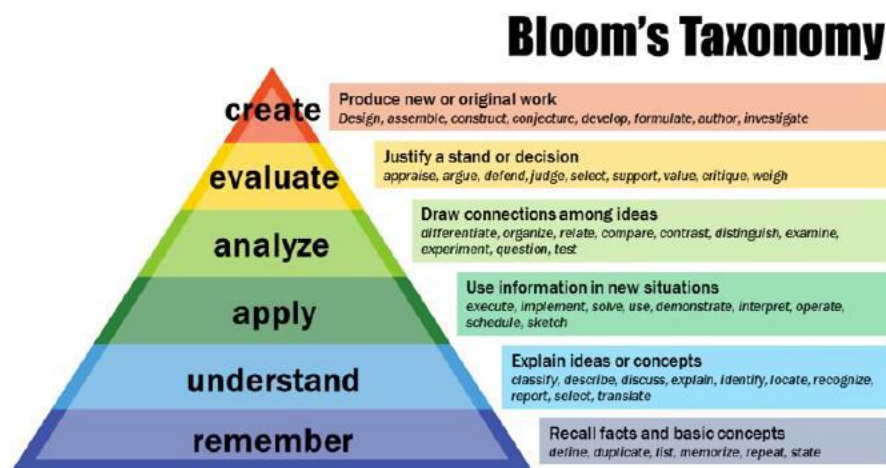 Bloom's Taxonomy
create
Produce new or original work
Design, assemble, construct, conjecture, develop, formulate, author, investigate
evaluate
Justify a stand or decision
appraise, argue, defend, judge, select, support, value, critique, weigh
analyze
Draw connections among ideas
differentiate, organize, relate, compare, contrast, distinguish, examine,
experiment, question, test
apply
Use information in new situations
execute, implement, solve, use, demonstrate, interpret, operate,
schedule, sketch
understand
Explain ideas or concepts
classify, describe, discuss, explain, identify, locate, recognize,
report, select, translate
remember
Recall facts and basic concepts
define, duplicate, list, memorize, repeat, state